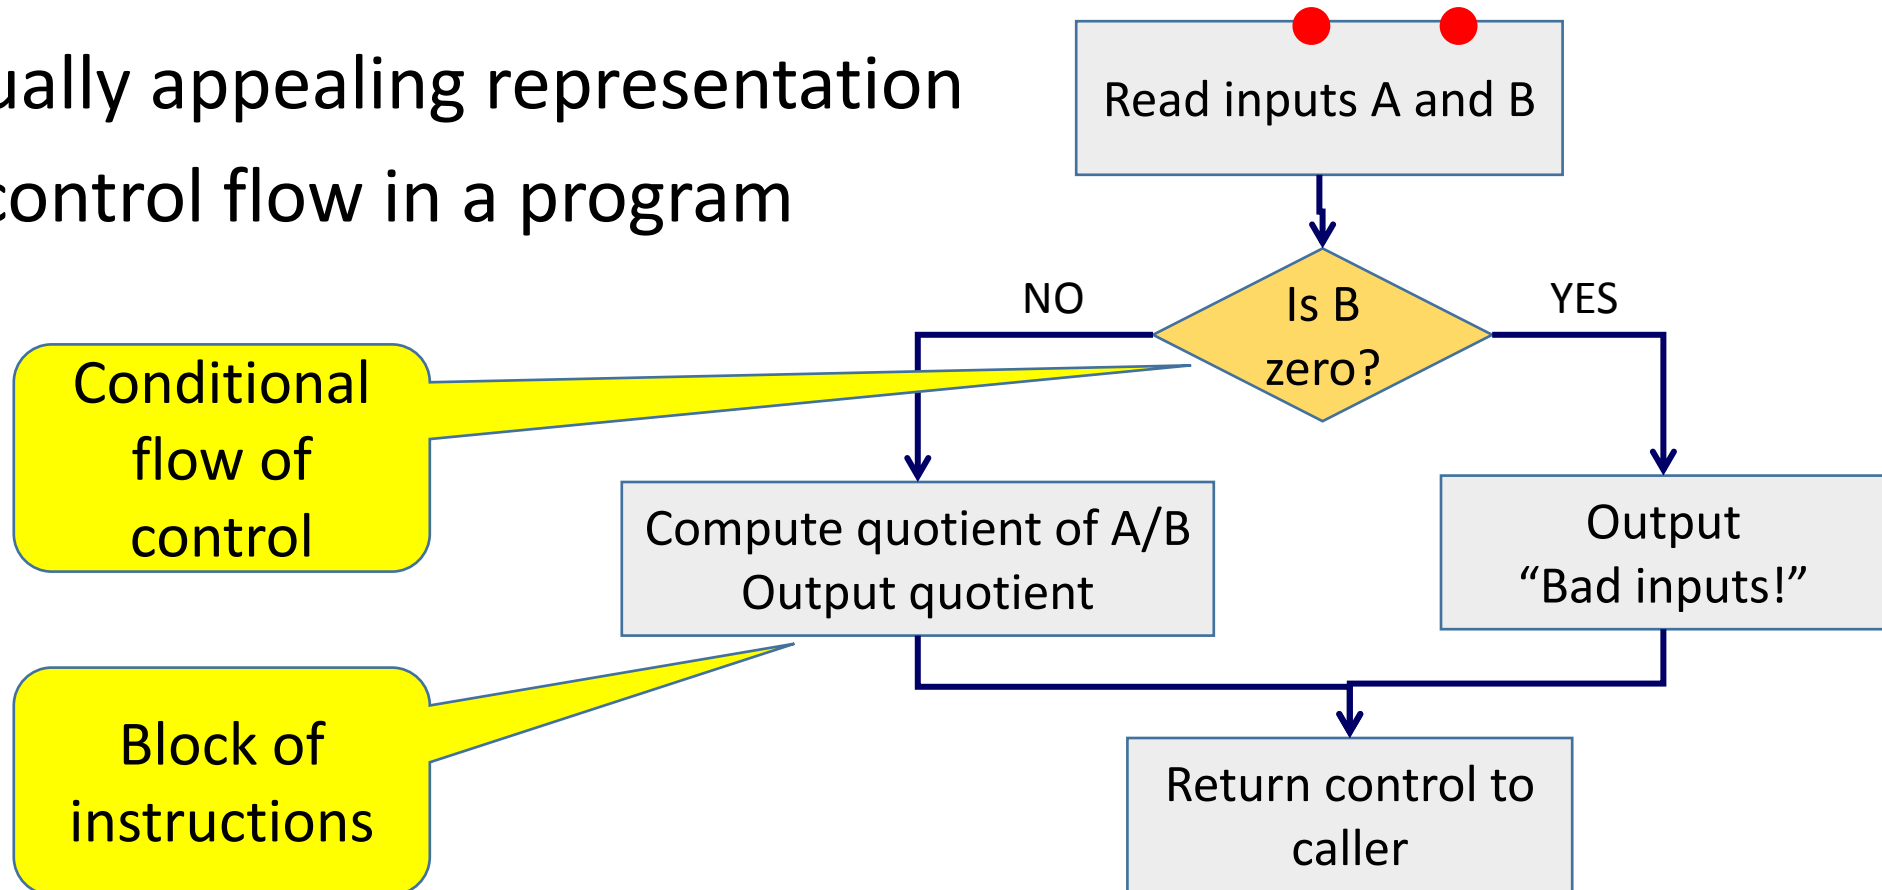 ually appealing representation
control flow in a program
Read inputs A and B
Is B
zero?
NO
YES
Conditional
flow of
control
Compute quotient of A/B
Output quotient
Output
“Bad inputs!”
Block of
instructions
Return control to
caller